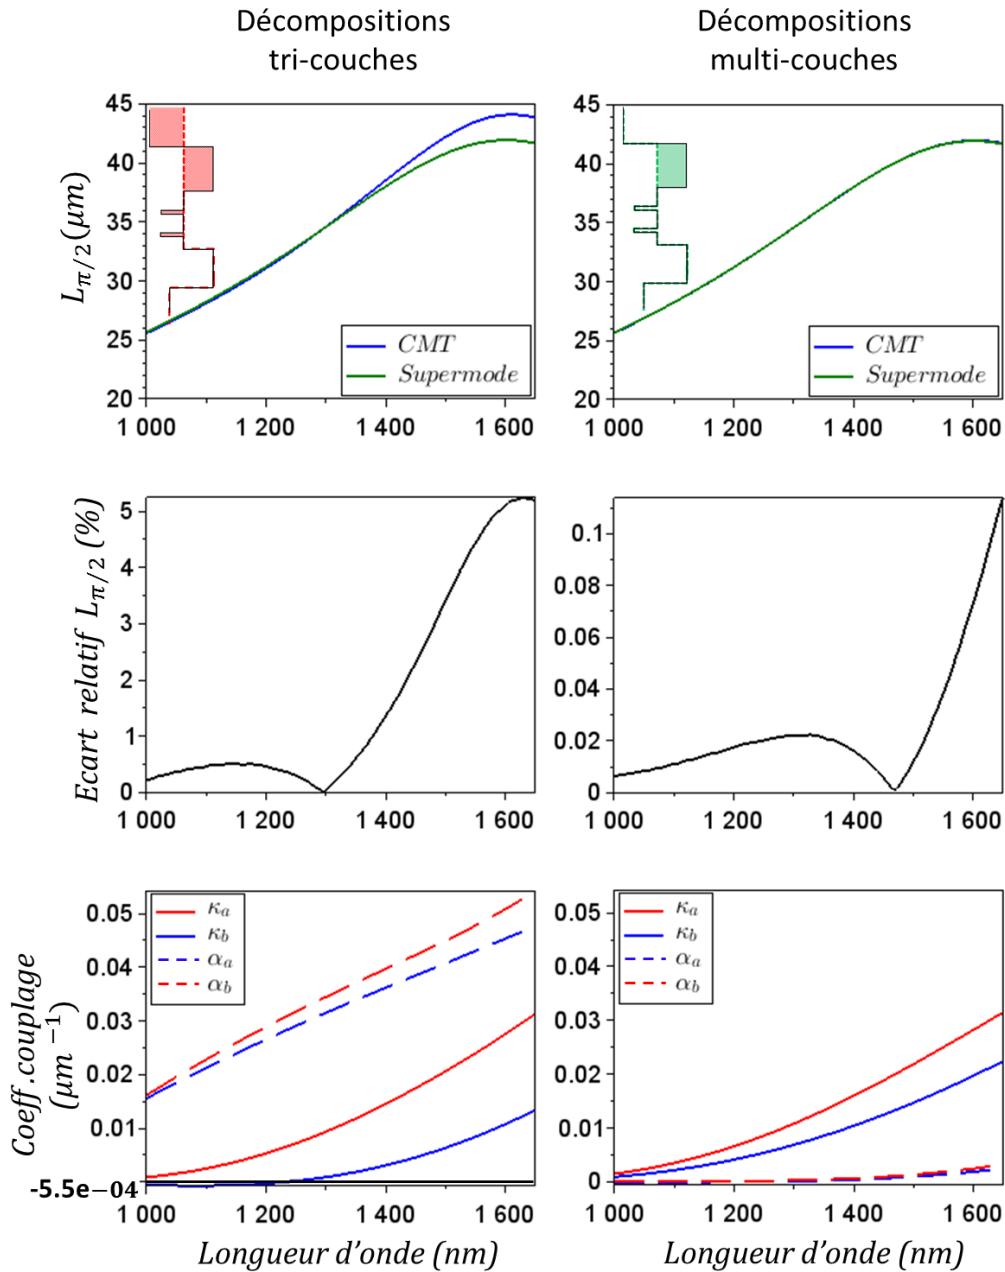 Décompositions
tri-couches
Décompositions
multi-couches
L_{π/2}(μm)
45
40
35
30
25
20
CMT
Supermode
1 000
1 200
1 400
1 600
45
40
35
30
25
20
CMT
Supermode
1 000
1 200
1 400
1 600
Ecart relatif L_{π/2} (%)
5
4
3
2
1
0
1 000
1 200
1 400
1 600
0.1
0.08
0.06
0.04
0.02
0
1 000
1 200
1 400
1 600
Coeff.couplage
(μm⁻¹)
0.05
0.04
0.03
0.02
0.01
-5.5e−04
κ_a
κ_b
α_a
α_b
1 000
1 200
1 400
1 600
0.05
0.04
0.03
0.02
0.01
0
κ_a
κ_b
α_a
α_b
1 000
1 200
1 400
1 600
Longueur d'onde (nm)
Longueur d'onde (nm)